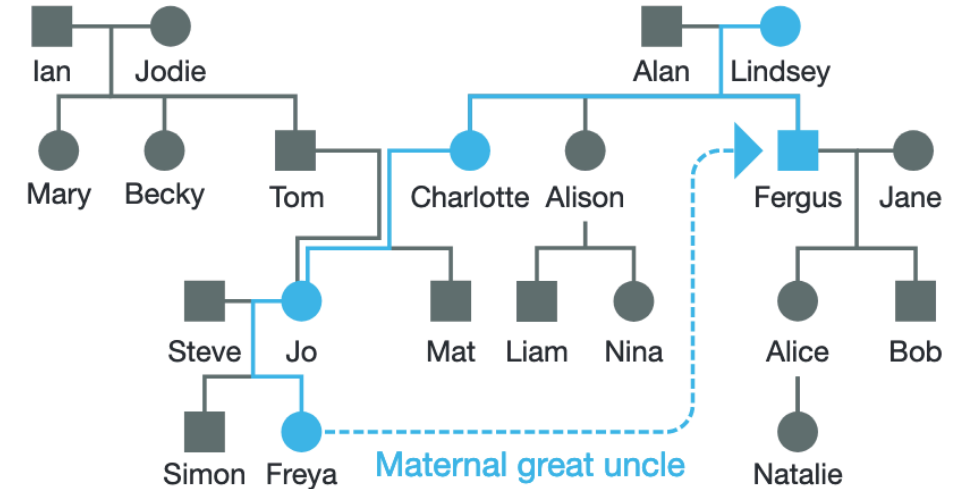 Ian Jodie Alan Lindsey
Mary Becky Tom Charlotte Alison Fergus Jane
Steve Jo Mat Liam Nina Alice Bob
Simon Freya Maternal great uncle Natalie